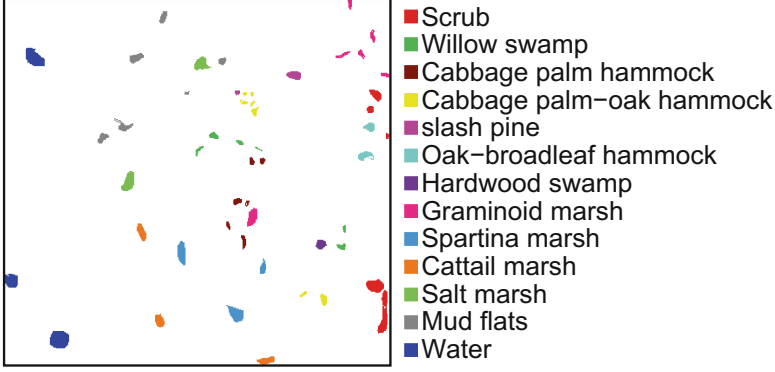 Scrub
Willow swamp
Cabbage palm hammock
Cabbage palm−oak hammock
slash pine
Oak−broadleaf hammock
Hardwood swamp
Graminoid marsh
Spartina marsh
Cattail marsh
Salt marsh
Mud flats
Water